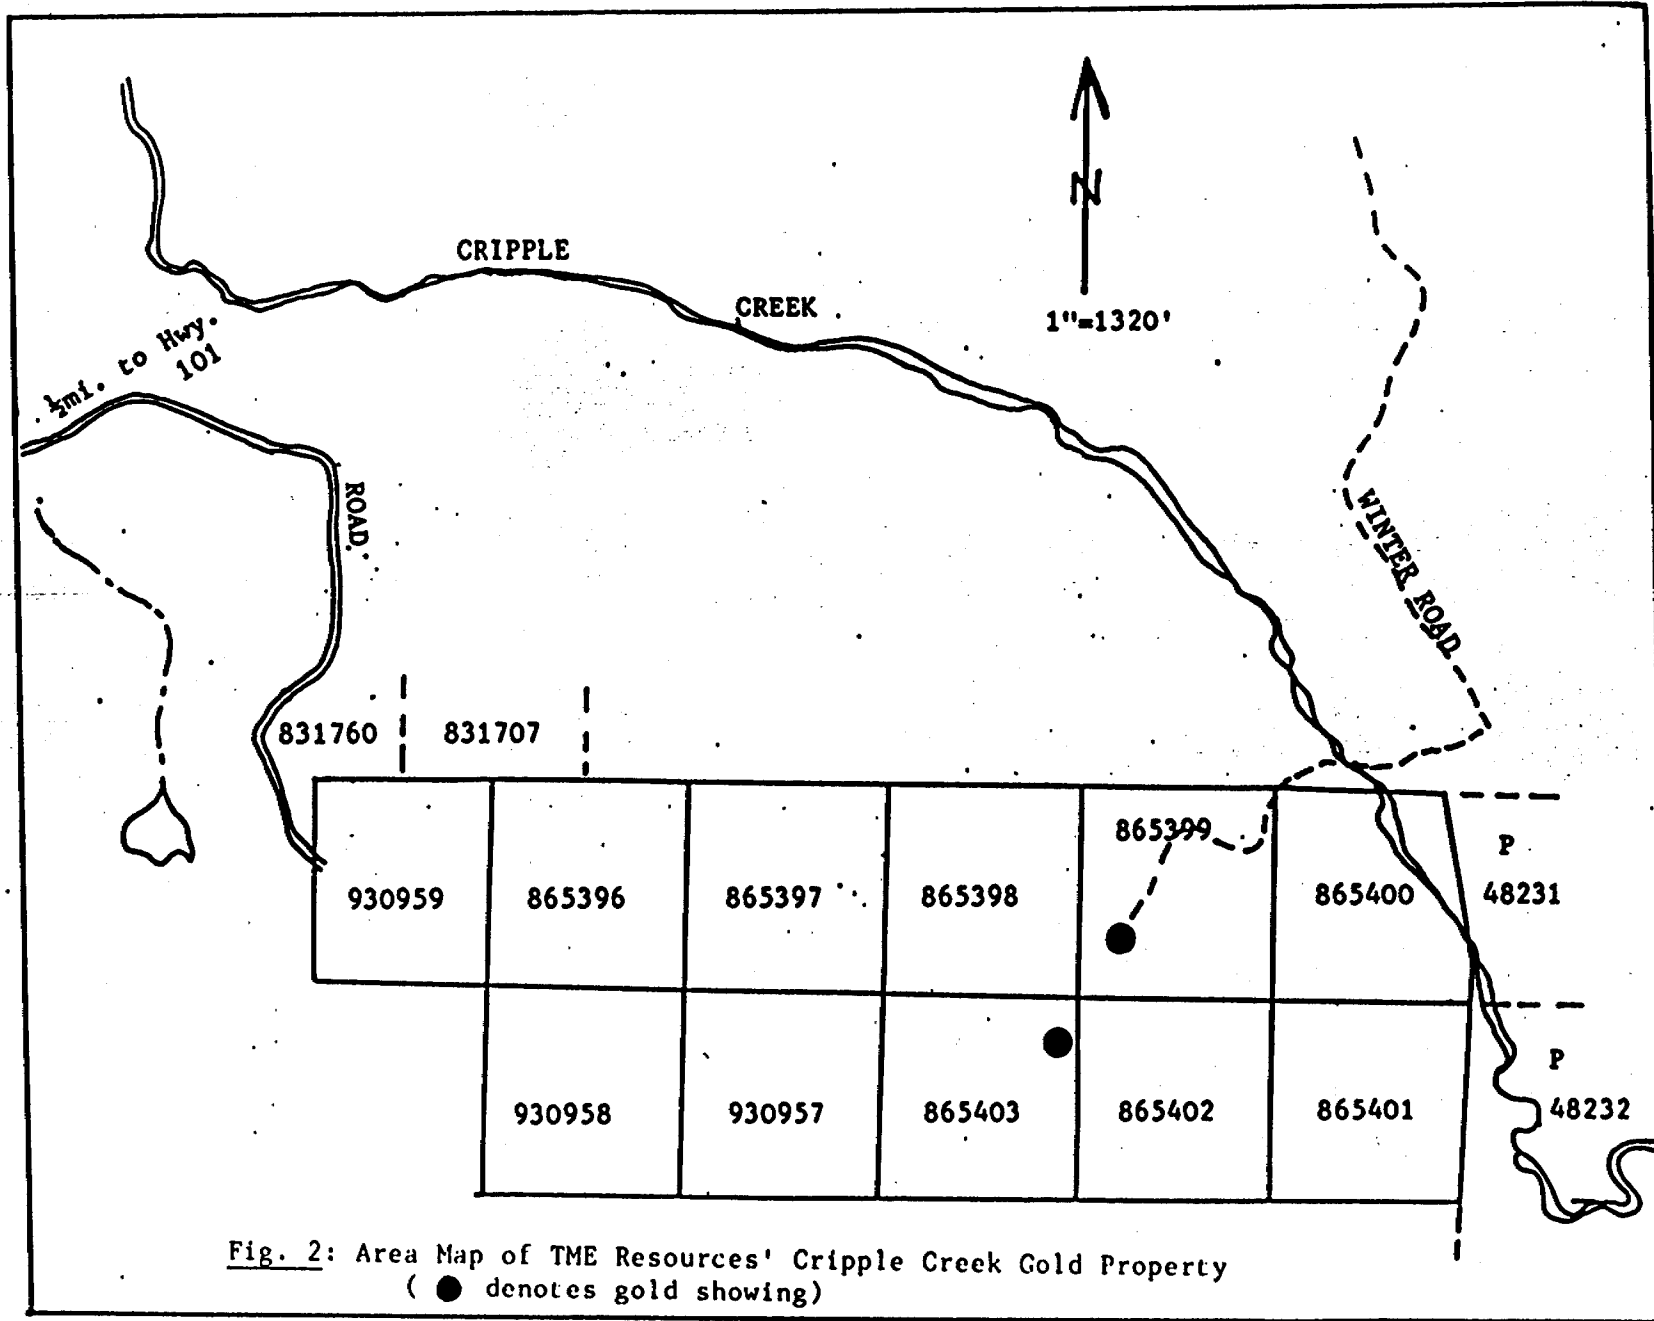 CRIPPLE
CREEK
N
1"=1320'
½mi. to Hwy.
101
ROAD
WINTER ROAD
831760
831707
865399
P
930959
865396
865397
865398
865400
48231
P
930958
930957
865403
865402
865401
48232
Fig. 2: Area Map of TME Resources' Cripple Creek Gold Property
( ● denotes gold showing)